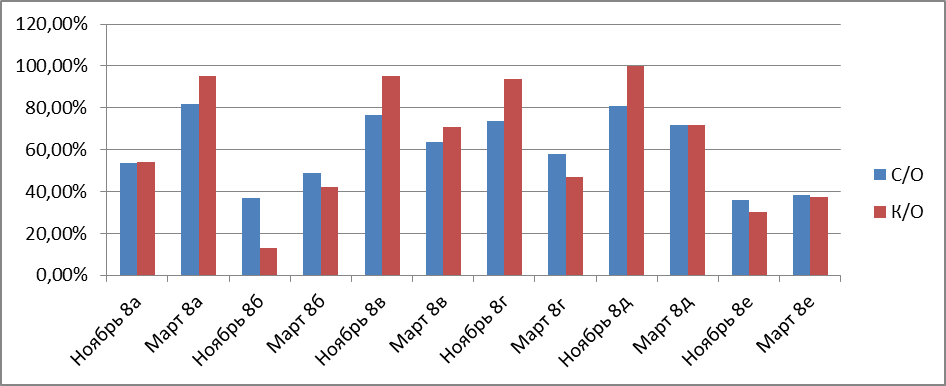 120,00%
100,00%
80,00%
60,00%
40,00%
20,00%
0,00%
Ноябрь 8а
Март 8а
Ноябрь 8б
Март 8б
Ноябрь 8в
Март 8в
Ноябрь 8г
Март 8г
Ноябрь 8д
Март 8д
Ноябрь 8е
Март 8е
С/О
К/О